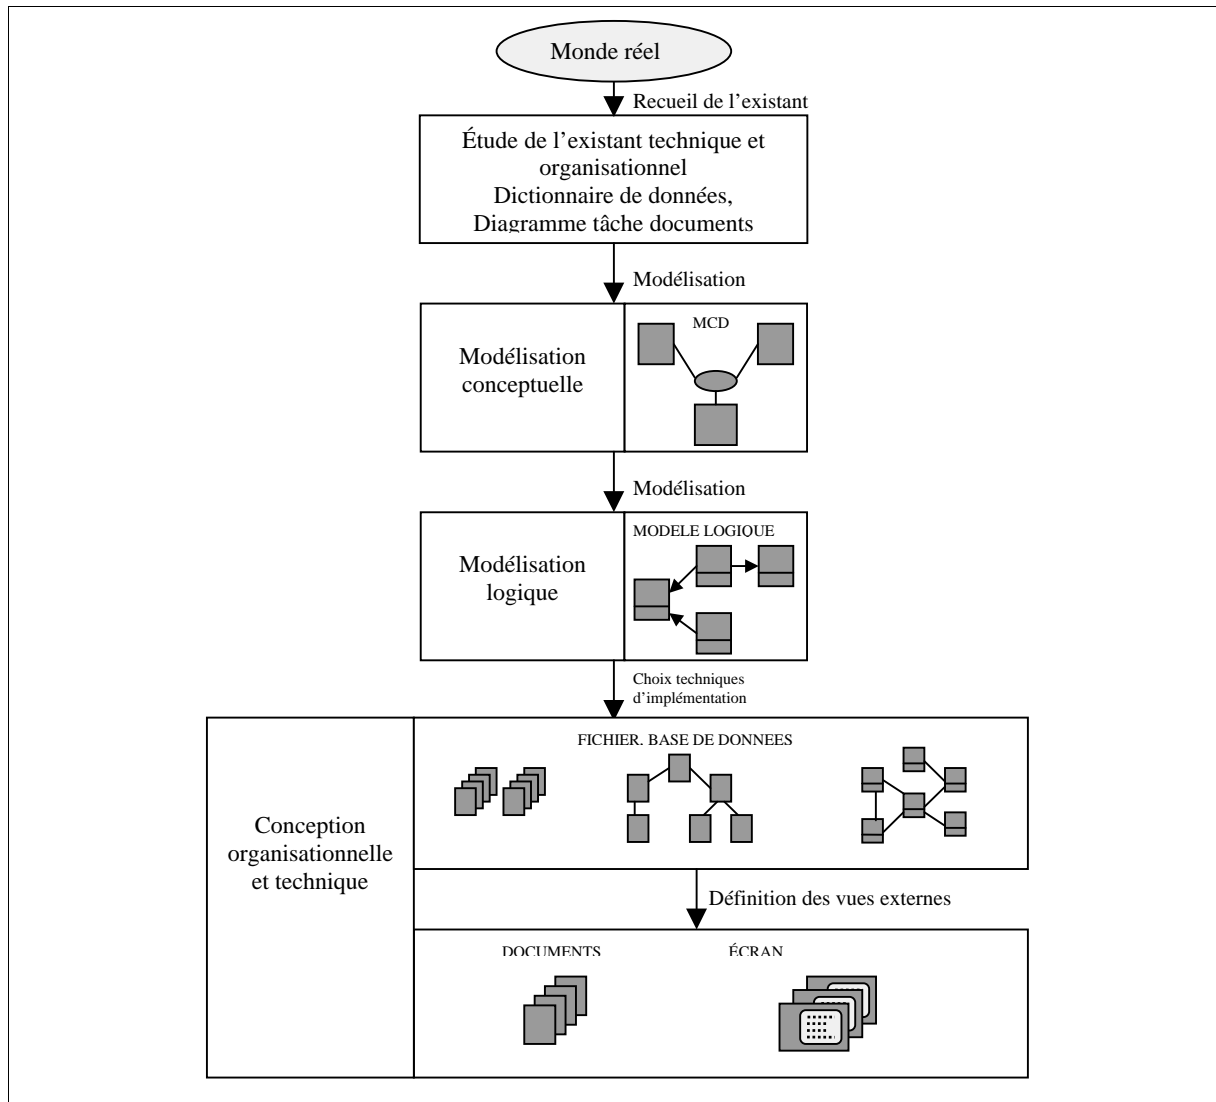 Monde réel
Recueil de l’existant
Étude de l’existant technique et
organisationnel
Dictionnaire de données,
Diagramme tâche documents
Modélisation
MCD
Modélisation
conceptuelle
Modélisation
MODELE LOGIQUE
Modélisation
logique
Choix techniques
d’implémentation
FICHIER, BASE DE DONNEES
Conception
organisationnelle
et technique
Définition des vues externes
DOCUMENTS
ÉCRAN